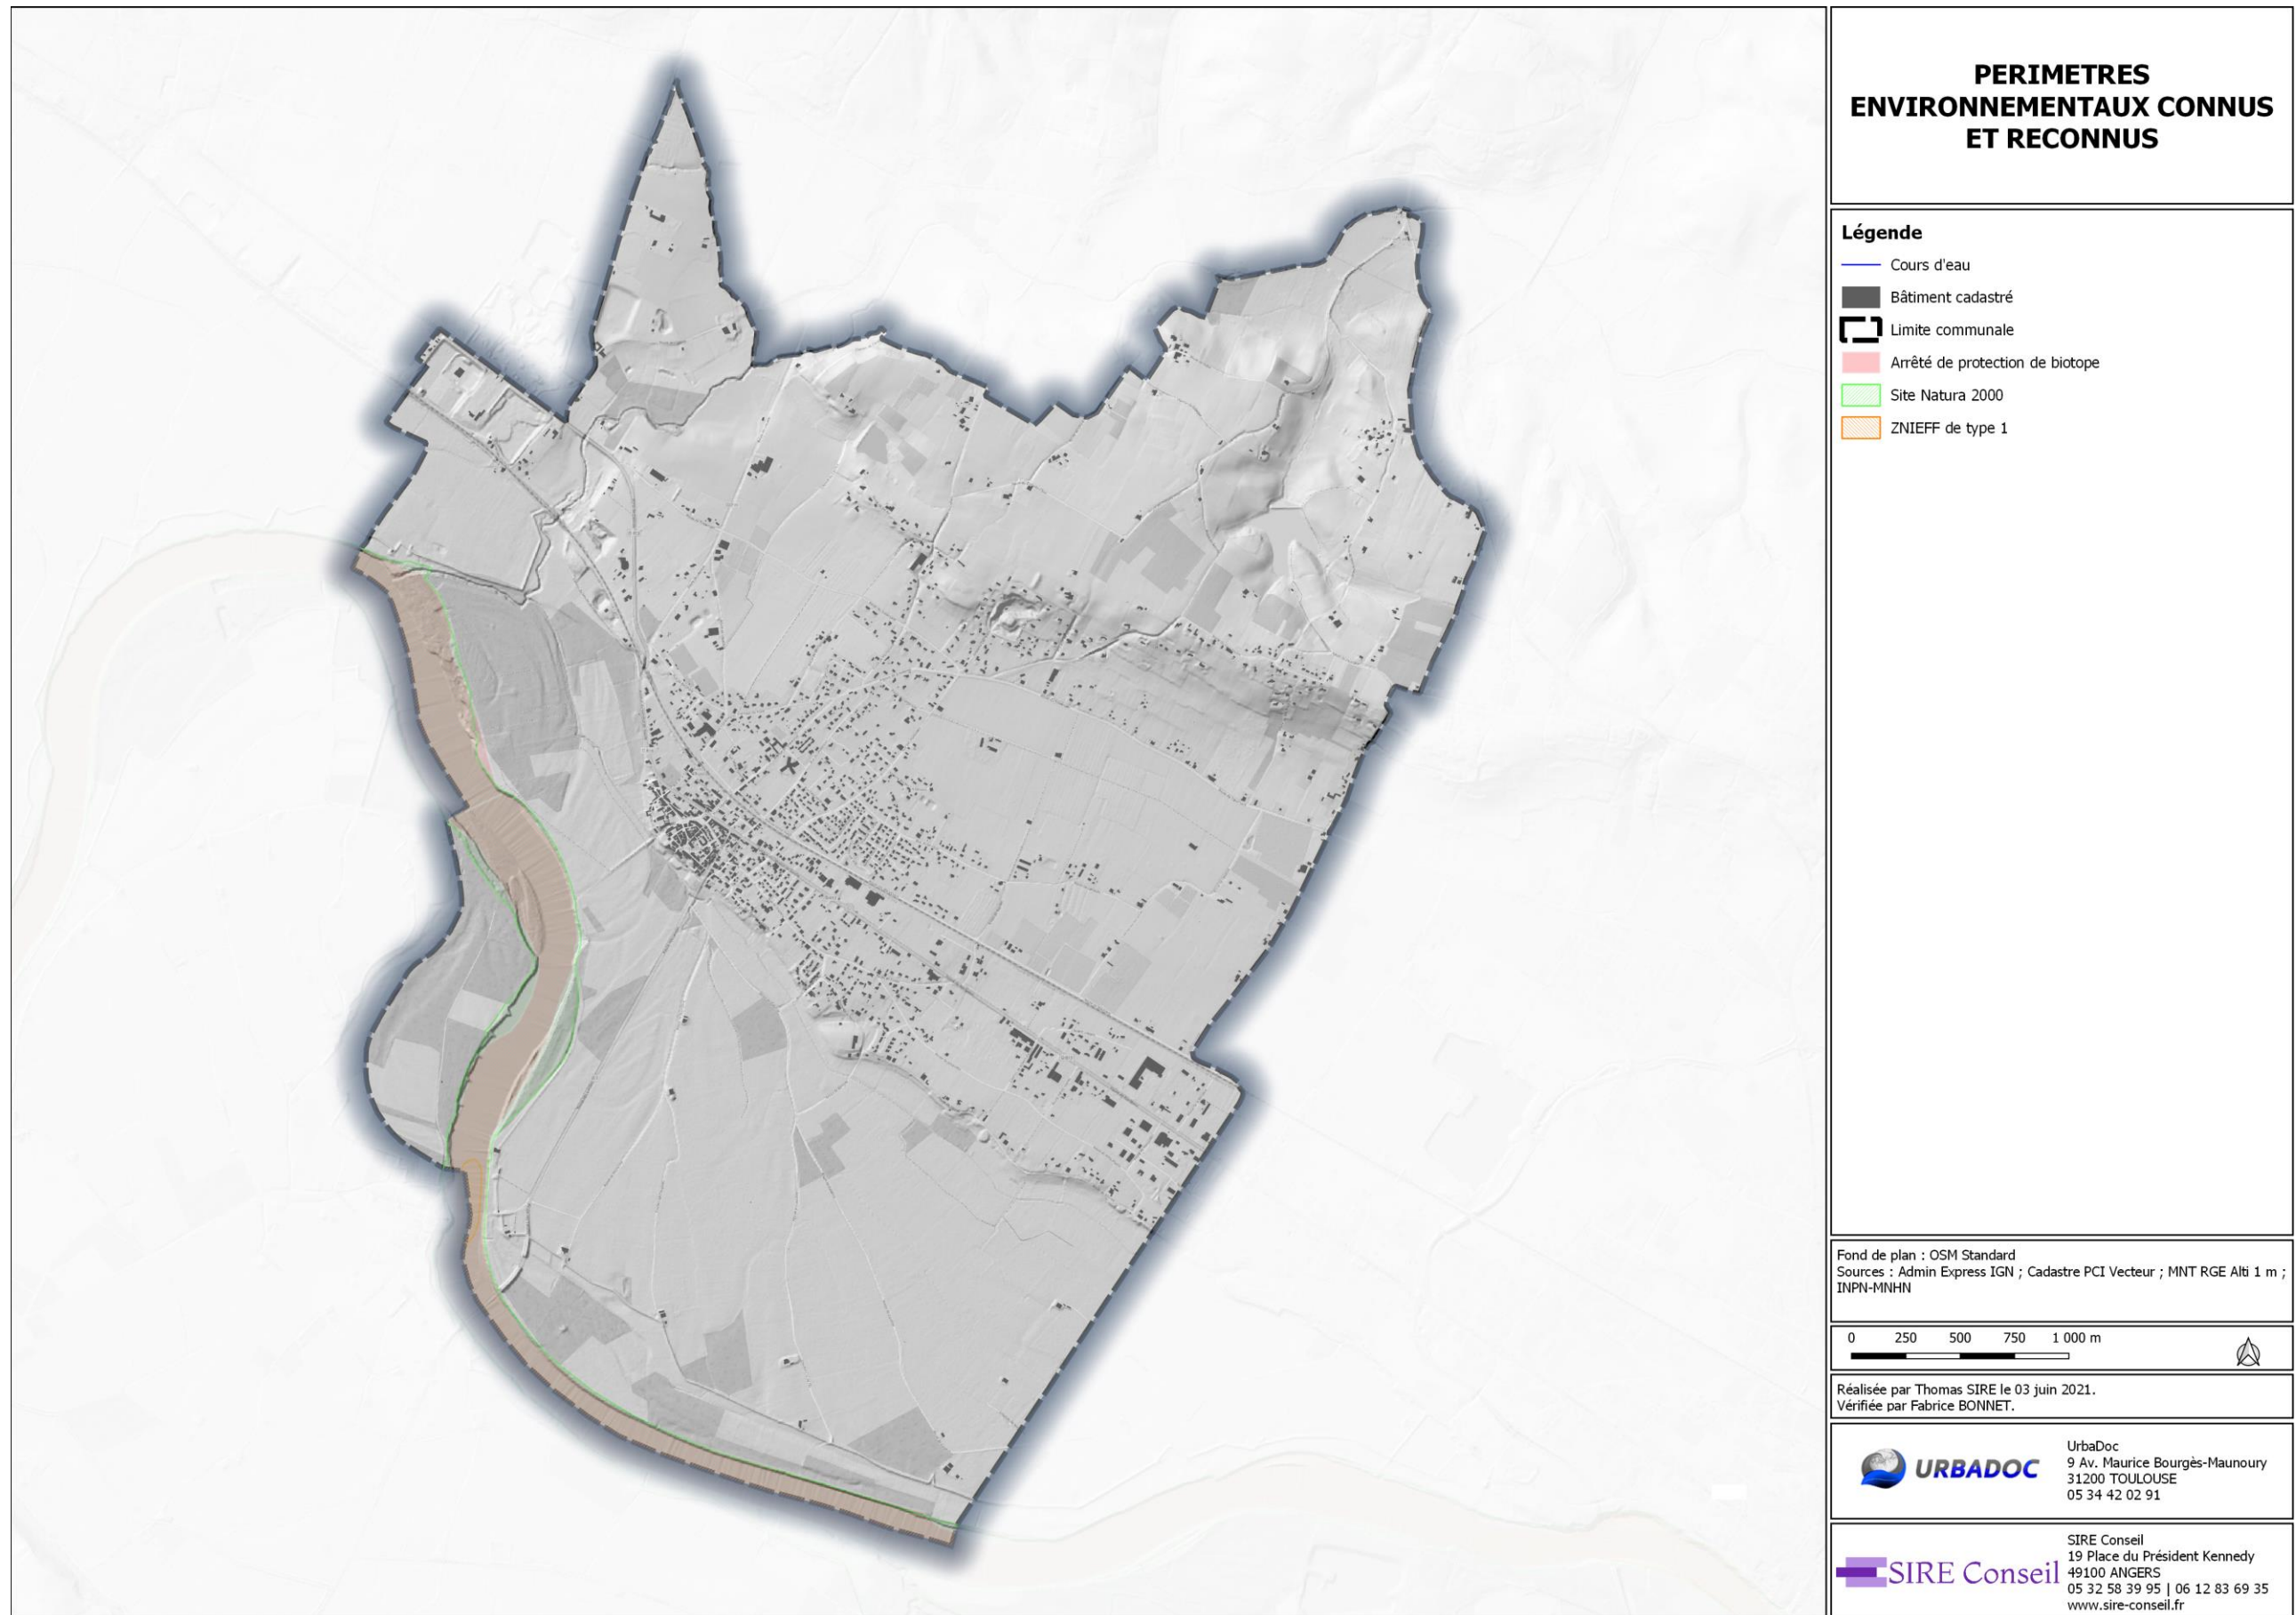 PERIMETRES
ENVIRONNEMENTAUX CONNUS
ET RECONNUS
Légende
Cours d'eau
Bâtiment cadastré
Limite communale
Arrêté de protection de biotope
Site Natura 2000
ZNIEFF de type 1
Fond de plan : OSM Standard
Sources : Admin Express IGN ; Cadastre PCI Vecteur ; MNT RGE Alti 1 m ;
INPN-MNHN
0 250 500 750 1 000 m
Réalisée par Thomas SIRE le 03 juin 2021.
Vérifiée par Fabrice BONNET.
URBADOC
UrbaDoc
9 Av. Maurice Bourgès-Maunoury
31200 TOULOUSE
05 34 42 02 91
SIRE Conseil
SIRE Conseil
19 Place du Président Kennedy
49100 ANGERS
05 32 58 39 95 | 06 12 83 69 35
www.sire-conseil.fr